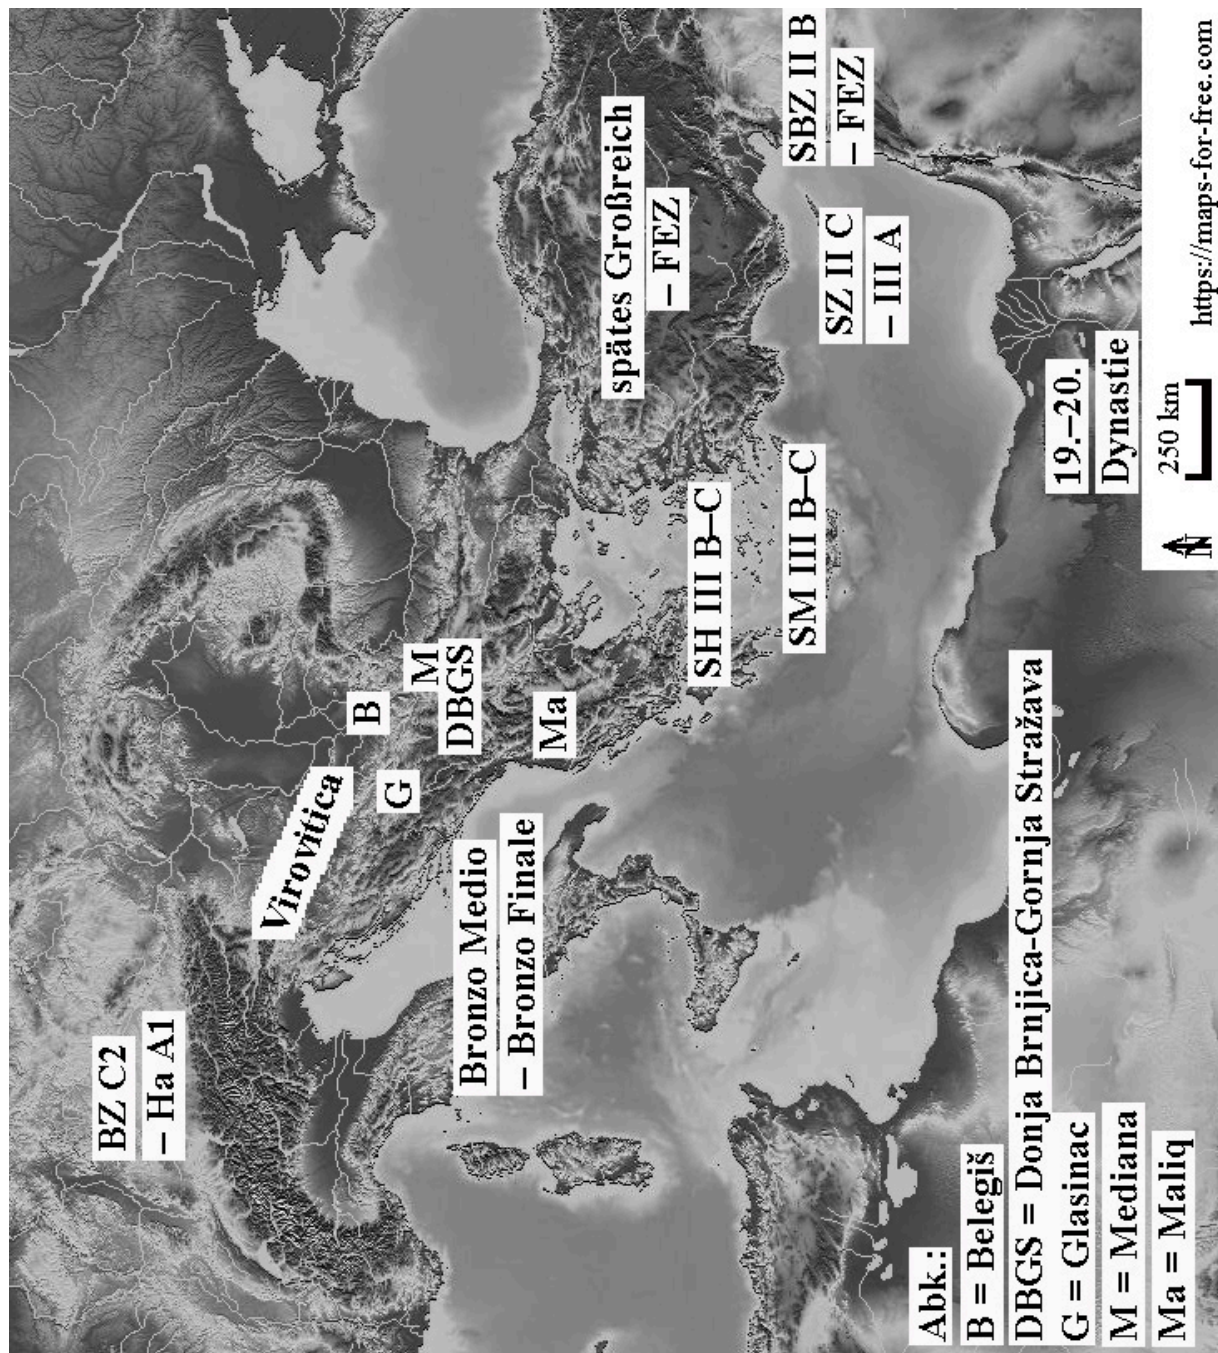 BZ C2
– Ha A1
Virovitica
B
G
M
DBGS
Ma
Bronzo Medio
– Bronzo Finale
spätes Großreich
– FEZ
SH III B–C
SM III B–C
SZ II C
– III A
SBZ II B
– FEZ
19.–20.
Dynastie
Abk.:
B = Belegiš
DBGS = Donja Brnjica-Gornja Stražava
G = Glasinac
M = Mediana
Ma = Maliq
N
250 km
https://maps-for-free.com